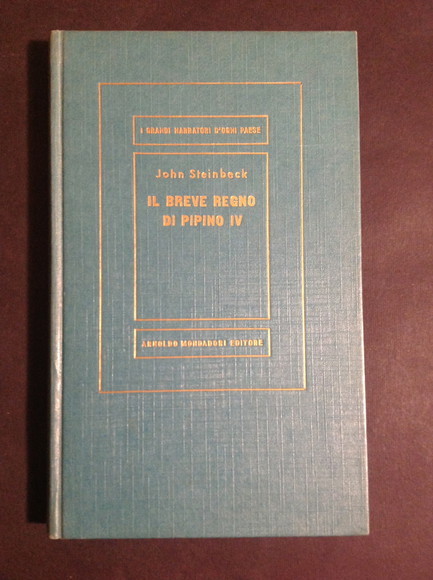 I GRANDI NARRATORI D'OGNI PAESE
John Steinbeck
IL BREVE REGNO
DI PIPINO IV
ARNOLDO MONDADORI EDITORE